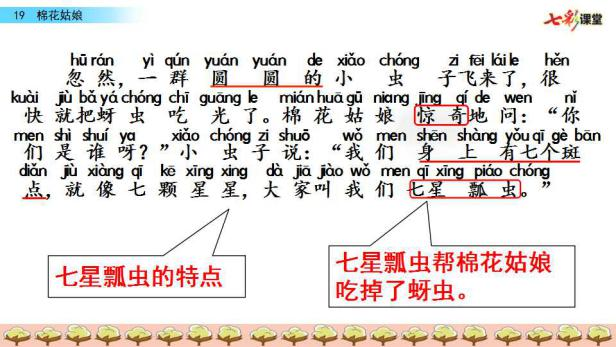 19 棉花姑娘
七彩课堂
hū rán yì qún yuán yuán de xiǎo chóng zi fēi lái le hěn
忽然，一群圆圆的小虫子飞来了，很
kuài jiù bǎ yá chóng chī guāng le mián huā gū niang jīng qí de wen nǐ
快就把蚜虫吃光了。棉花姑娘惊奇地问：“你
men shì shuí ya xiǎo chóng zi shuō wǒ men shēn shàng yǒu qī gè bān
们是谁呀？”小虫子说：“我们身上有七个斑
diǎn jiù xiàng qī kē xīng xing dà jiā jiào wǒ men qī xīng piáo chóng
点，就像七颗星星，大家叫我们七星瓢虫。”
七星瓢虫的特点
七星瓢虫帮棉花姑娘
吃掉了蚜虫。